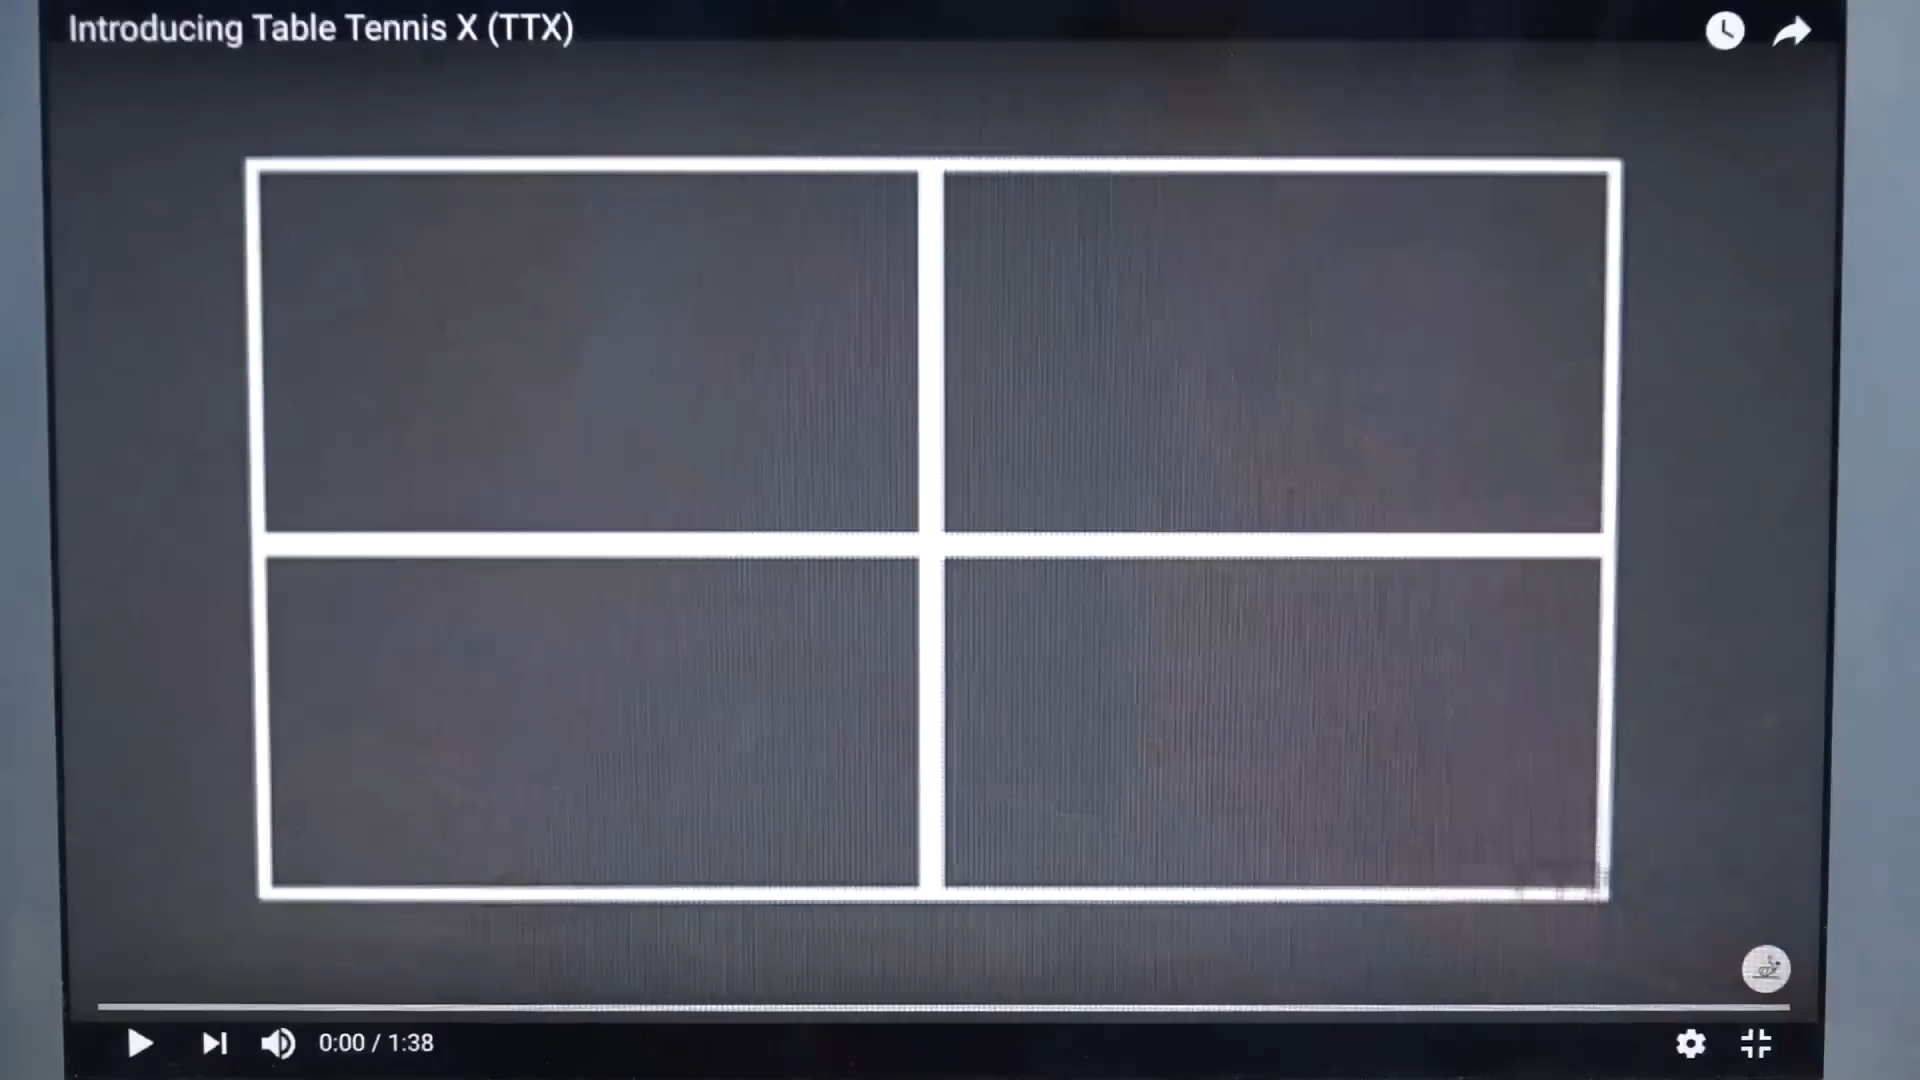 Introducing Table Tennis X (TTX)
0:00 / 1:38